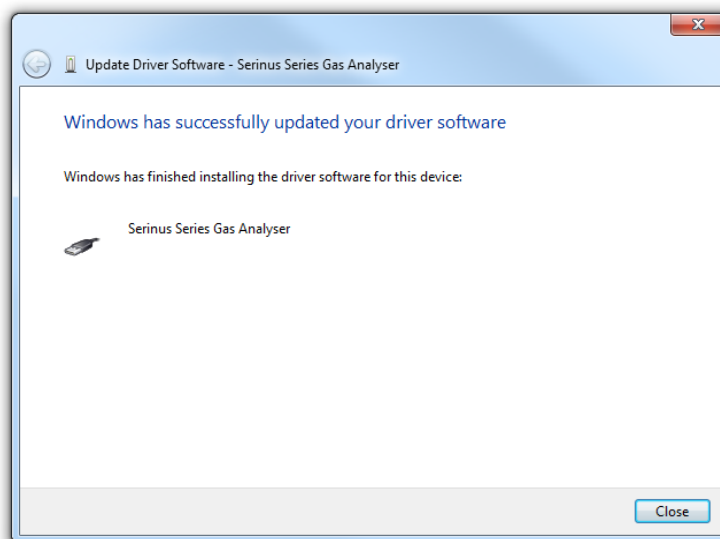 Update Driver Software - Serinus Series Gas Analyser
Windows has successfully updated your driver software
Windows has finished installing the driver software for this device:
Serinus Series Gas Analyser
Close